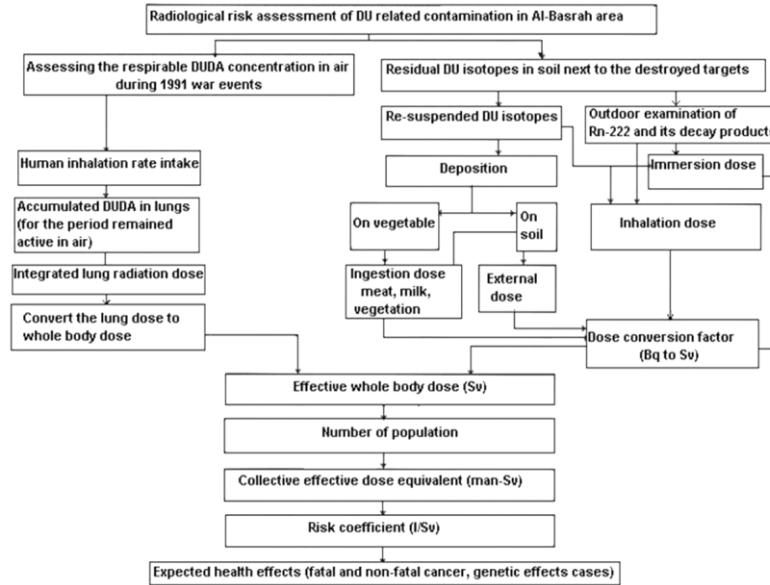 Radiological risk assessment of DU related contamination in Al-Basrah area
Assessing the respirable DUDA concentration in air
during 1991 war events
Residual DU isotopes in soil next to the destroyed targets
Re-suspended DU isotopes
Outdoor examination of
Rn-222 and its decay products
Human inhalation rate intake
Deposition
Immersion dose
Accumulated DUDA in lungs
(for the period remained
active in air)
On vegetable
On
soil
Inhalation dose
Integrated lung radiation dose
Ingestion dose
meat, milk,
vegetation
External
dose
Convert the lung dose to
whole body dose
Dose conversion factor
(Bq to Sv)
Effective whole body dose (Sv)
Number of population
Collective effective dose equivalent (man-Sv)
Risk coefficient (I/Sv)
Expected health effects (fatal and non-fatal cancer, genetic effects cases)